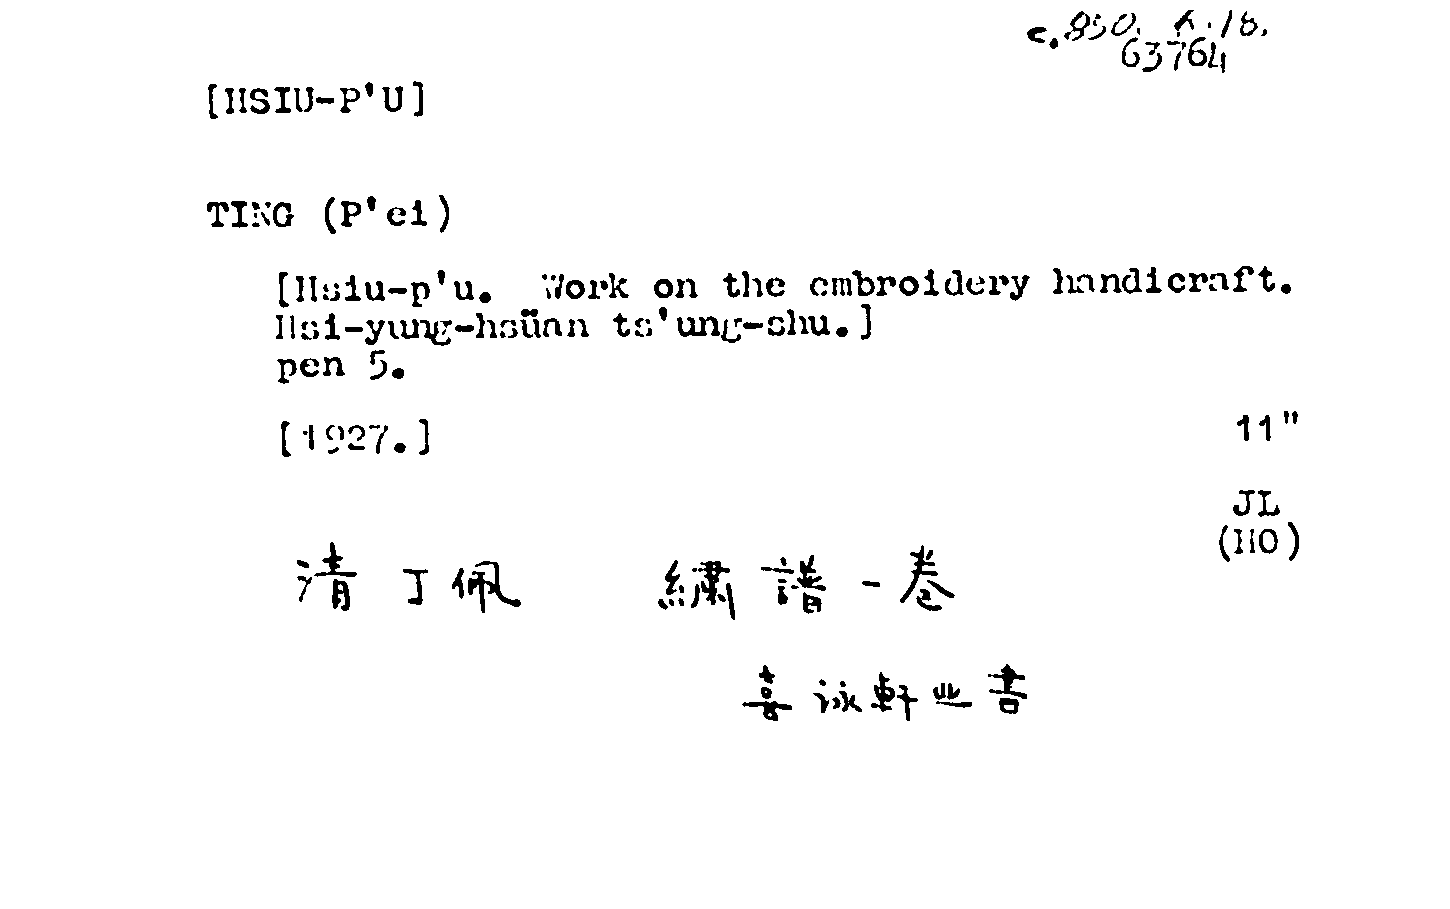 c.850. K.18.
63764
[HSIU-P'U]
TING (P'ei)
[Hsiu-p'u. Work on the embroidery handicraft.
Hsi-yung-hsüan ts'ung-shu.]
pen 5.
[1927.]
11"
JL
(HO)
清 丁佩 繡譜一卷
喜詠軒丛書